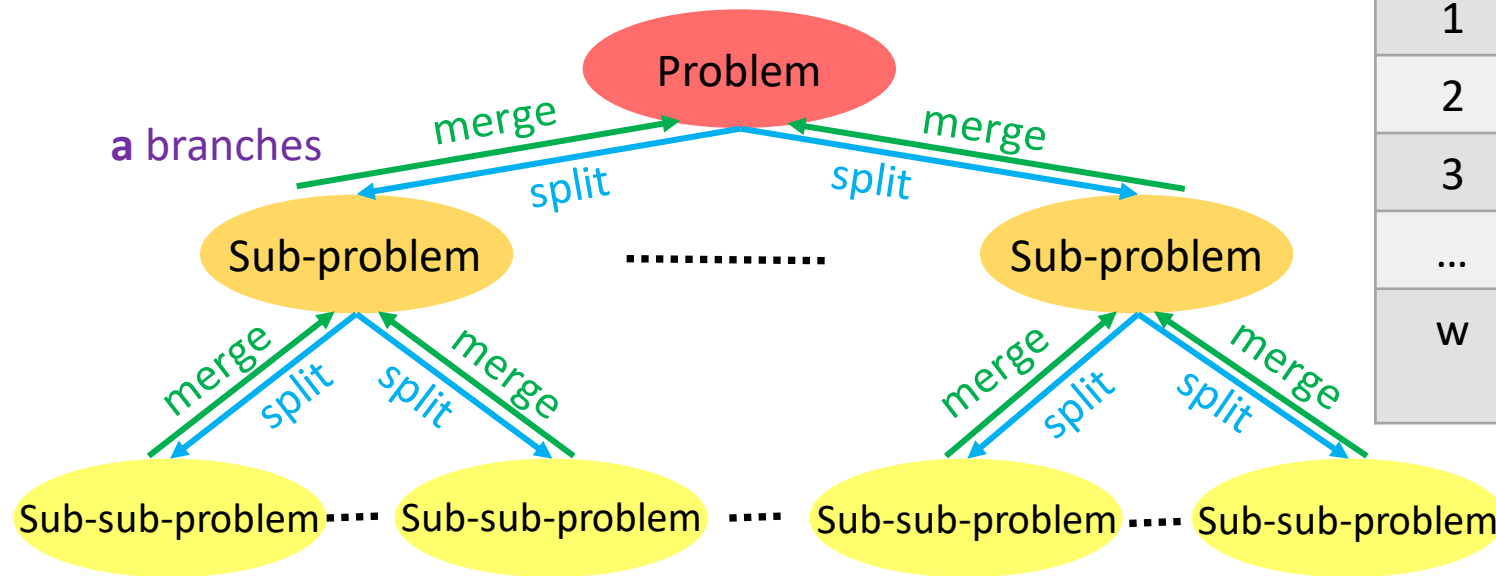 Problem
a branches
merge
merge
split
split
Sub-problem
............
Sub-problem
merge
split
split
merge
merge
split
split
merge
Sub-sub-problem
....
Sub-sub-problem
....
Sub-sub-problem
....
Sub-sub-problem
1
2
3
...
w